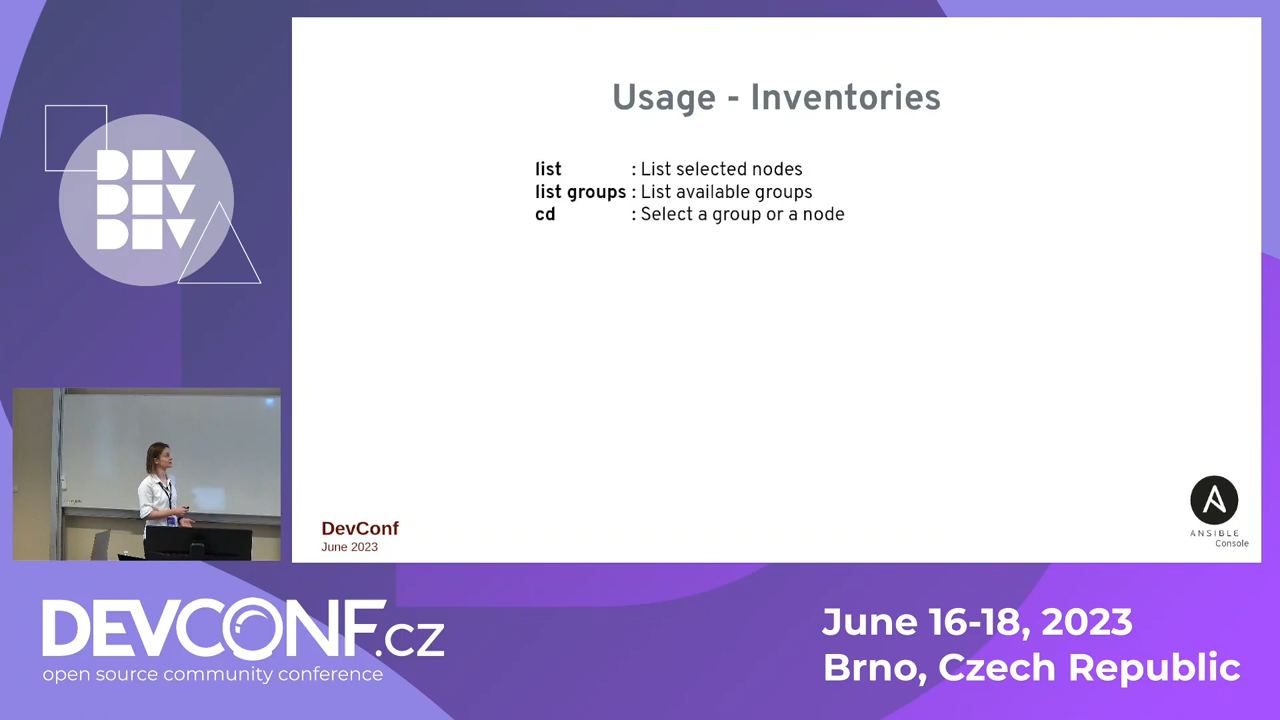 DEV
DEV
DEV
Usage - Inventories
list : List selected nodes
list groups : List available groups
cd : Select a group or a node
DevConf
June 2023
ANSIBLE
Console
DEVCONF.cz
open source community conference
June 16-18, 2023
Brno, Czech Republic